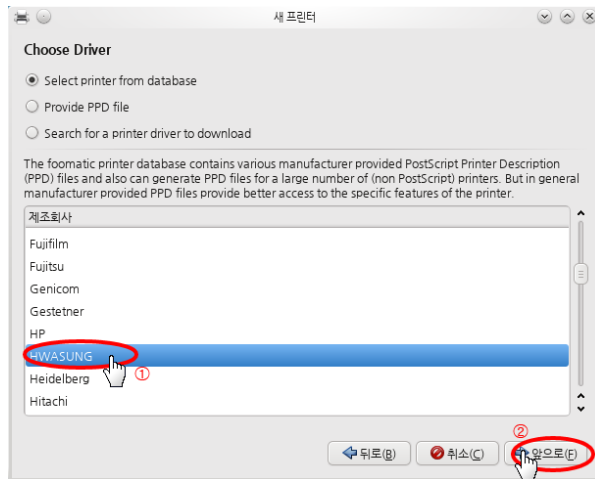 새 프린터
Choose Driver
Select printer from database
Provide PPD file
Search for a printer driver to download
The foomatic printer database contains various manufacturer provided PostScript Printer Description
(PPD) files and also can generate PPD files for a large number of (non PostScript) printers. But in general
manufacturer provided PPD files provide better access to the specific features of the printer.
제조회사
Fujifilm
Fujitsu
Genicom
Gestetner
HP
HWASUNG
①
Heidelberg
Hitachi
②
뒤로(B) 취소(C) 앞으로(F)